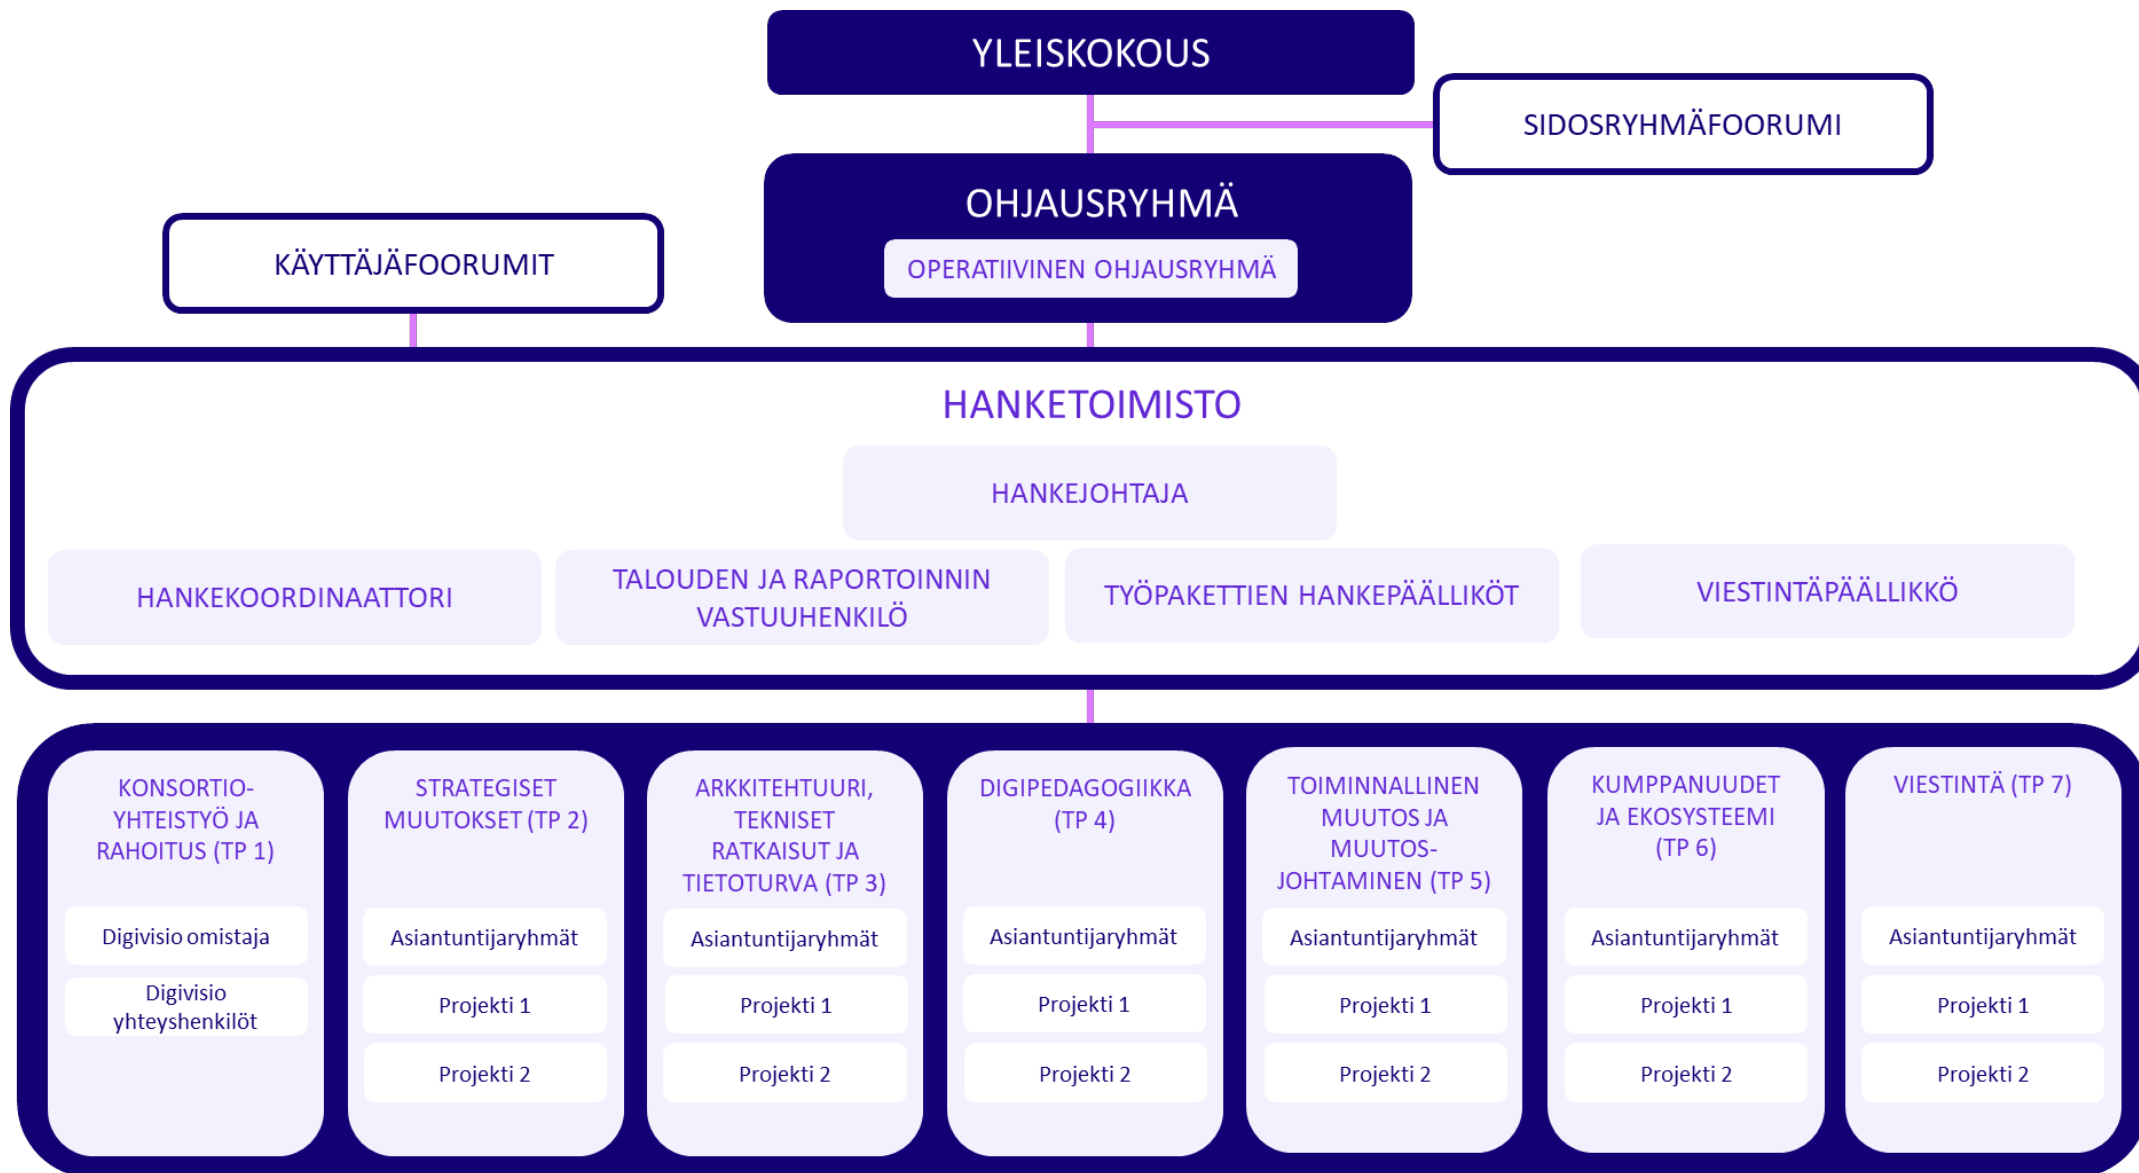 YLEISKOKOUS
SIDOSRYHMÄFOORUMI
OHJAUSRYHMÄ
OPERATIIVINEN OHJAUSRYHMÄ
KÄYTTÄJÄFOORUMIT
HANKETOIMISTO
HANKEJOHTAJA
HANKEKOORDINAATTORI
TALOUDEN JA RAPORTOINNIN
VASTUUHENKILÖ
TYÖPAKETTIEN HANKEPÄÄLLIKÖT
VIESTINTÄPÄÄLLIKKÖ
KONSORTIO-
YHTEISTYÖ JA
RAHOITUS (TP 1)
Digivisio omistaja
Digivisio
yhteyshenkilöt
STRATEGISET
MUUTOKSET (TP 2)
Asiantuntijaryhmät
Projekti 1
Projekti 2
ARKKITEHTUURI,
TEKNISET
RATKAISUT JA
TIETOTURVA (TP 3)
Asiantuntijaryhmät
Projekti 1
Projekti 2
DIGIPEDAGOGIIKKA
(TP 4)
Asiantuntijaryhmät
Projekti 1
Projekti 2
TOIMINNALLINEN
MUUTOS JA
MUUTOS-
JOHTAMINEN (TP 5)
Asiantuntijaryhmät
Projekti 1
Projekti 2
KUMPPANUUDET
JA EKOSYSTEEMI
(TP 6)
Asiantuntijaryhmät
Projekti 1
Projekti 2
VIESTINTÄ (TP 7)
Asiantuntijaryhmät
Projekti 1
Projekti 2